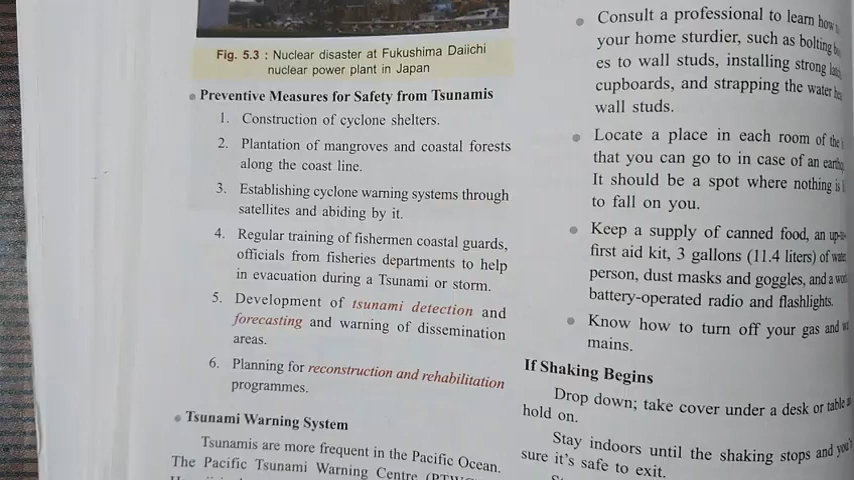 Fig. 5.3 : Nuclear disaster at Fukushima Daiichi
nuclear power plant in Japan
• Preventive Measures for Safety from Tsunamis
1. Construction of cyclone shelters.
2. Plantation of mangroves and coastal forests
along the coast line.
3. Establishing cyclone warning systems through
satellites and abiding by it.
4. Regular training of fishermen coastal guards,
officials from fisheries departments to help
in evacuation during a Tsunami or storm.
5. Development of tsunami detection and
forecasting and warning of dissemination
areas.
6. Planning for reconstruction and rehabilitation
programmes.
• Tsunami Warning System
Tsunamis are more frequent in the Pacific Ocean.
The Pacific Tsunami Warning Centre
• Consult a professional to learn how
your home sturdier, such as bolting
es to wall studs, installing strong
cupboards, and strapping the water
wall studs.
• Locate a place in each room of the
that you can go to in case of an
It should be a spot where nothing is
to fall on you.
• Keep a supply of canned food, an
first aid kit, 3 gallons (11.4 liters) of
person, dust masks and goggles, and a
battery-operated radio and flashlights.
• Know how to turn off your gas and
mains.
If Shaking Begins
Drop down; take cover under a desk or table
hold on.
Stay indoors until the shaking stops and
sure it's safe to exit.